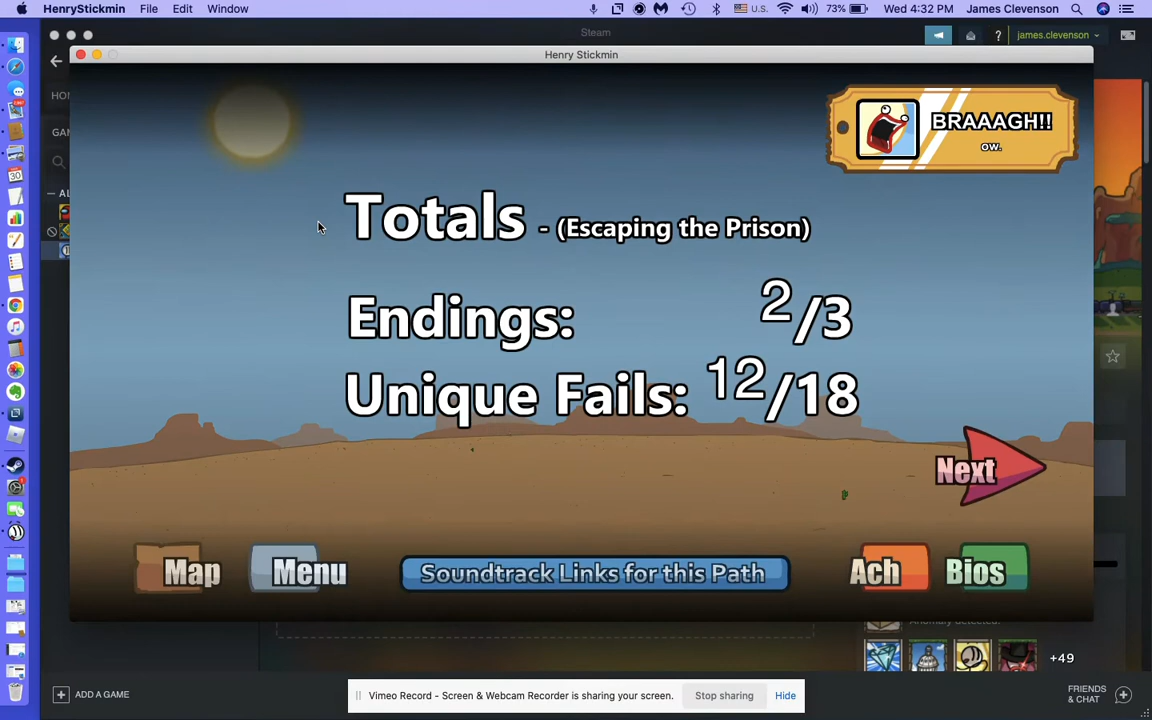 HenryStickmin File Edit Window U.S. 73% Wed 4:32 PM James Clevenson
Steam
? james.clevenson
Henry Stickmin
BRAAAGH!!
ow.
Totals - (Escaping the Prison)
Endings: 2/3
Unique Fails: 12/18
Next
Map Menu Soundtrack Links for this Path Ach Bios
+49
ADD A GAME
Vimeo Record - Screen & Webcam Recorder is sharing your screen. Stop sharing Hide
FRIENDS
& CHAT